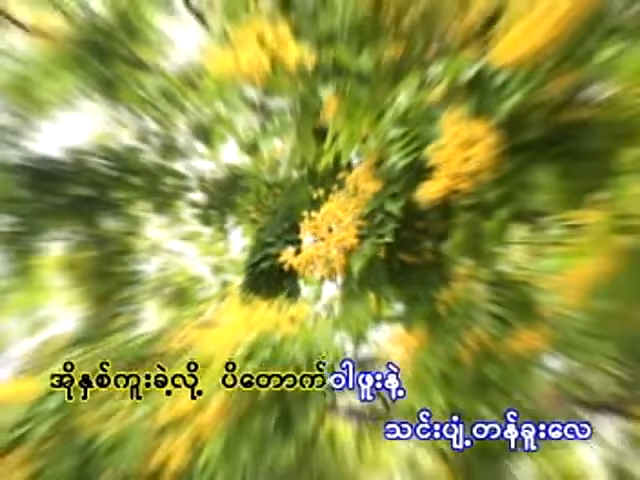 အိုနှစ်ကူးခဲ့လို့ ပိတောက်ဝါဖူးနဲ့
သင်းပျံ့တန်ခူးလေ